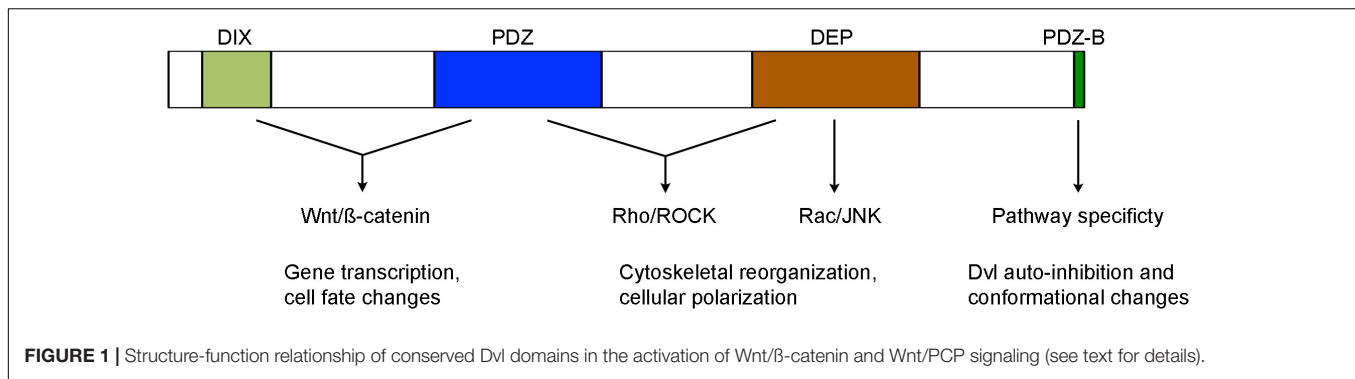 DIX PDZ DEP PDZ-B
Wnt/ß-catenin Rho/ROCK Rac/JNK Pathway specificty
Gene transcription, Cytoskeletal reorganization, Dvl auto-inhibition and
cell fate changes cellular polarization conformational changes
FIGURE 1 | Structure-function relationship of conserved Dvl domains in the activation of Wnt/ß-catenin and Wnt/PCP signaling (see text for details).